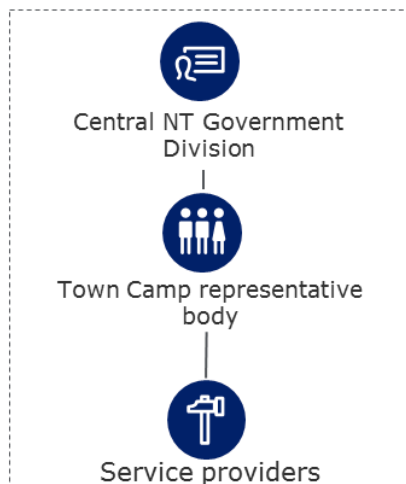 Central NT Government
Division
Town Camp representative
body
Service providers